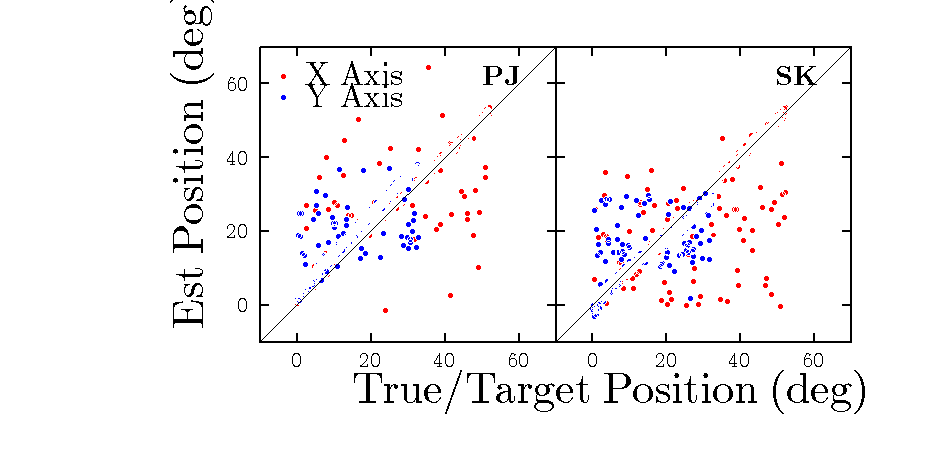 Est Position (deg)
X Axis
Y Axis
PJ
SK
60
40
20
0
0 20 40 60
0 20 40 60
True/Target Position (deg)